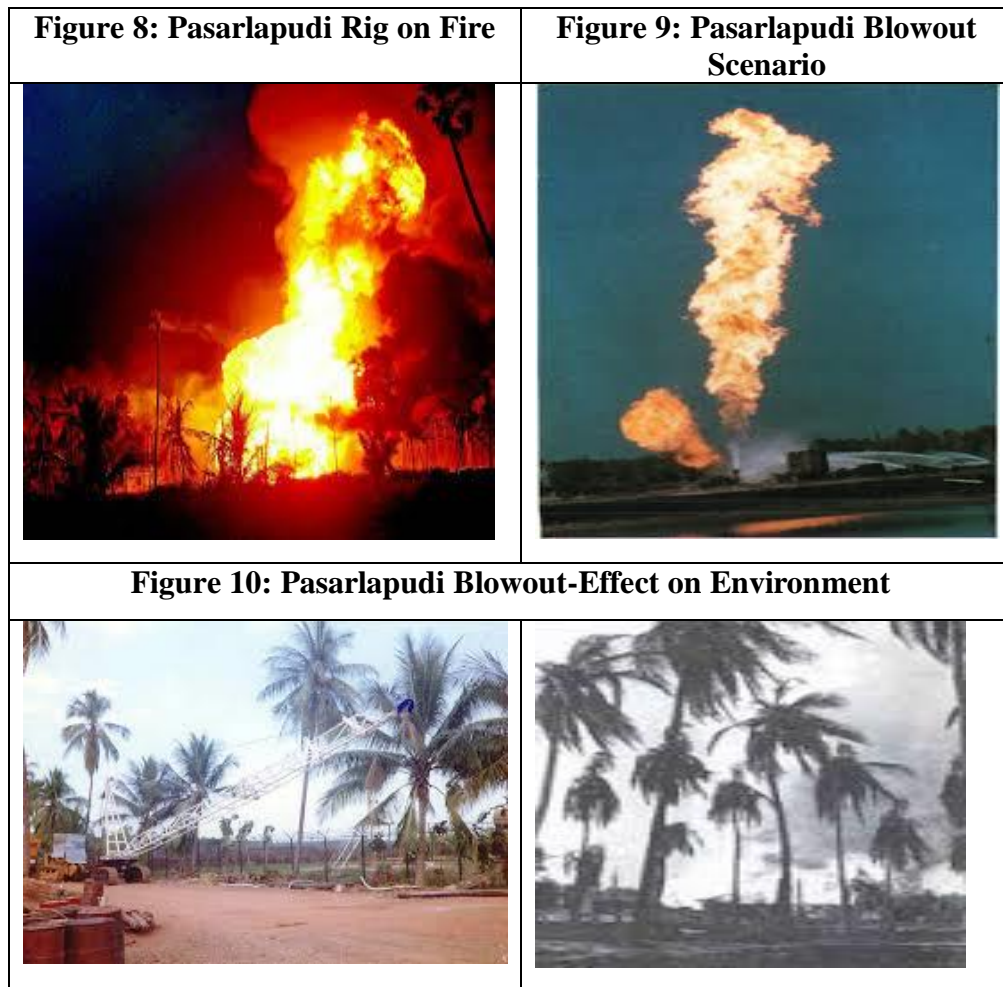 Figure 8: Pasarlapudi Rig on Fire
Figure 9: Pasarlapudi Blowout
Scenario
Figure 10: Pasarlapudi Blowout-Effect on Environment